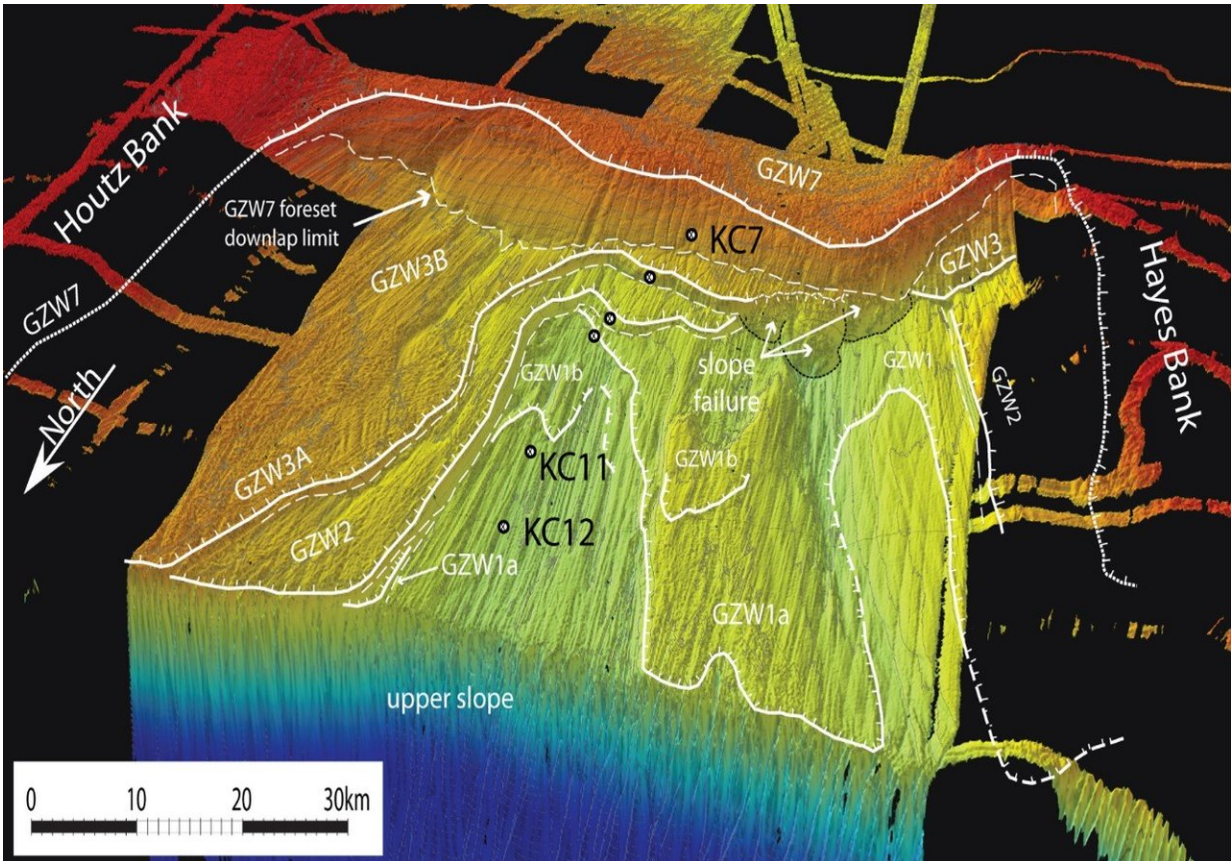 Houtz Bank
GZW7
GZW7 foreset
downlap limit
KC7
GZW3B
GZW3
Hayes Bank
GZW7
North
slope
failure
GZW1
GZW1b
GZW2
GZW1b
KC11
GZW3A
GZW2
KC12
GZW1a
GZW1a
upper slope
0 10 20 30km